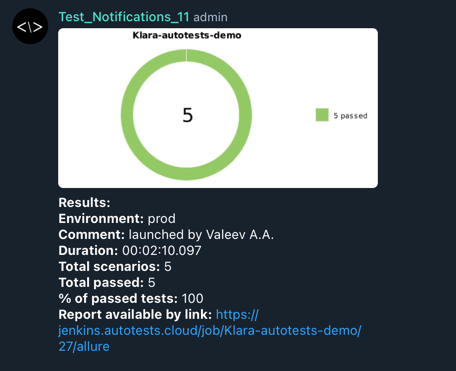 Test_Notifications_11 admin
Klara-autotests-demo
5
5 passed
Results:
Environment: prod
Comment: launched by Valeev A.A.
Duration: 00:02:10.097
Total scenarios: 5
Total passed: 5
% of passed tests: 100
Report available by link: https://
jenkins.autotests.cloud/job/Klara-autotests-demo/
27/allure